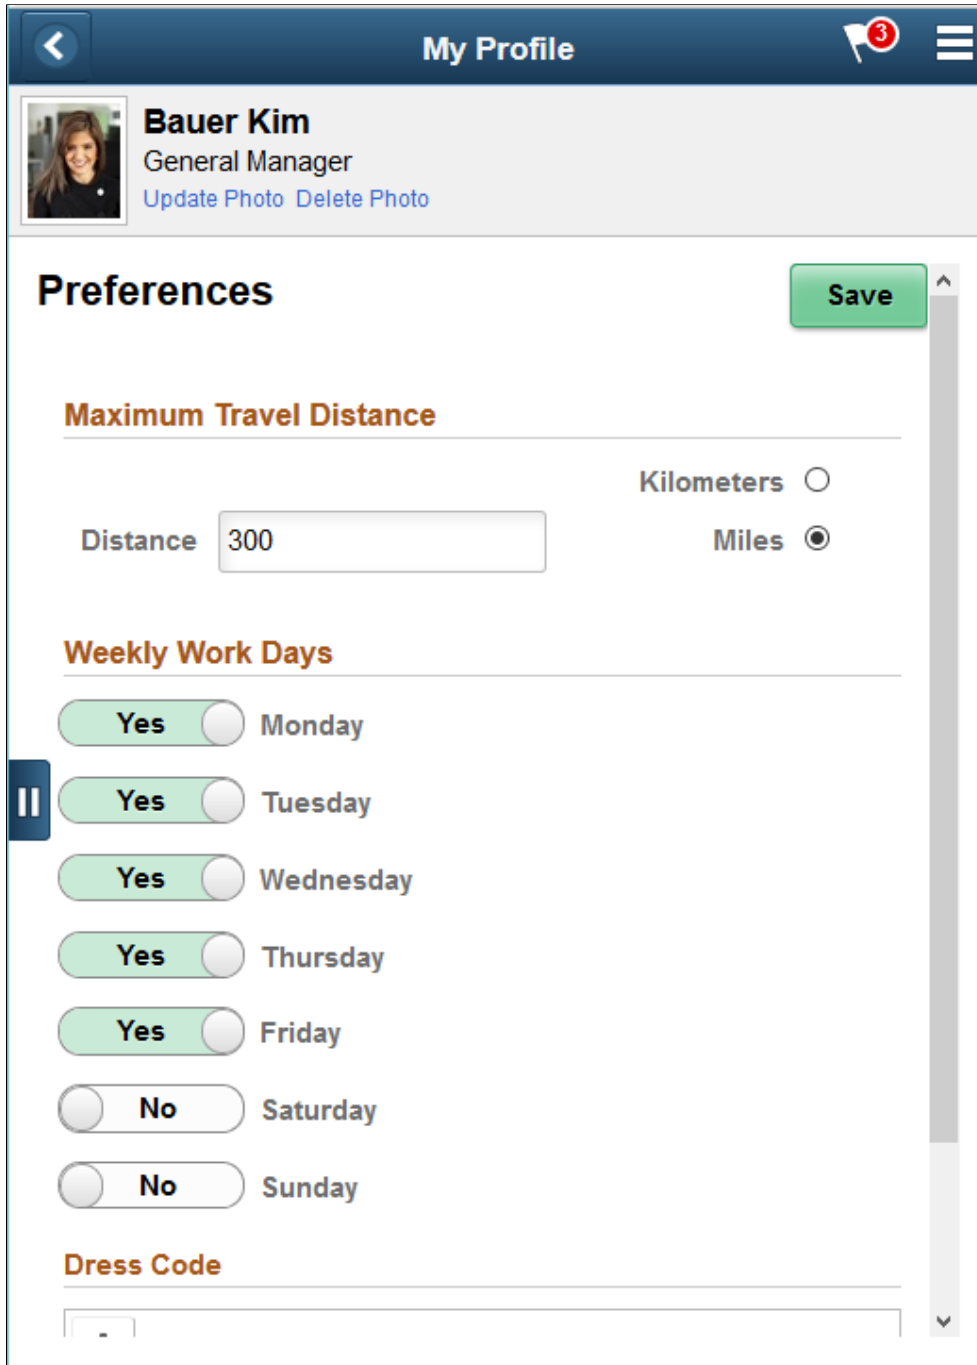 My Profile
3
Bauer Kim
General Manager
Update Photo Delete Photo
Preferences
Save
Maximum Travel Distance
Kilometers
Distance 300 Miles
Weekly Work Days
Yes Monday
Yes Tuesday
Yes Wednesday
Yes Thursday
Yes Friday
No Saturday
No Sunday
Dress Code